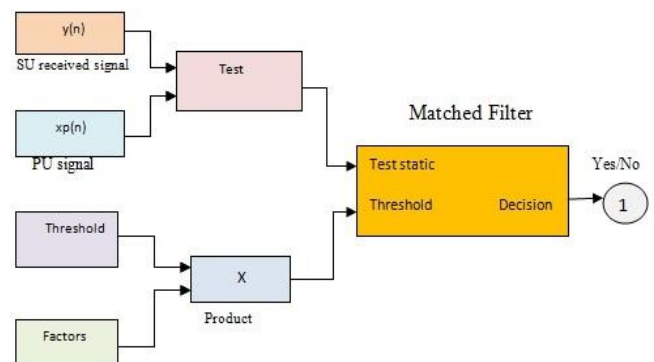 y(n)
SU received signal
Test
xp(n)
PU signal
Matched Filter
Test static
Threshold
Decision
Yes/No
1
Threshold
X
Product
Factors